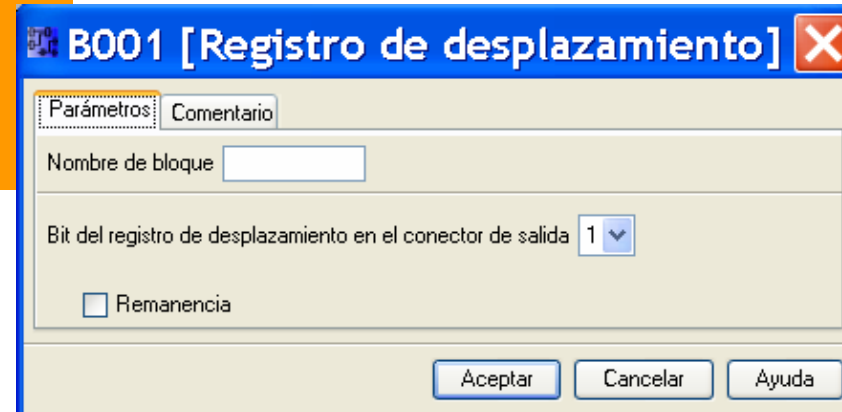 B001 [Registro de desplazamiento]
Parámetros Comentario
Nombre de bloque
Bit del registro de desplazamiento en el conector de salida 1
Remanencia
Aceptar Cancelar Ayuda